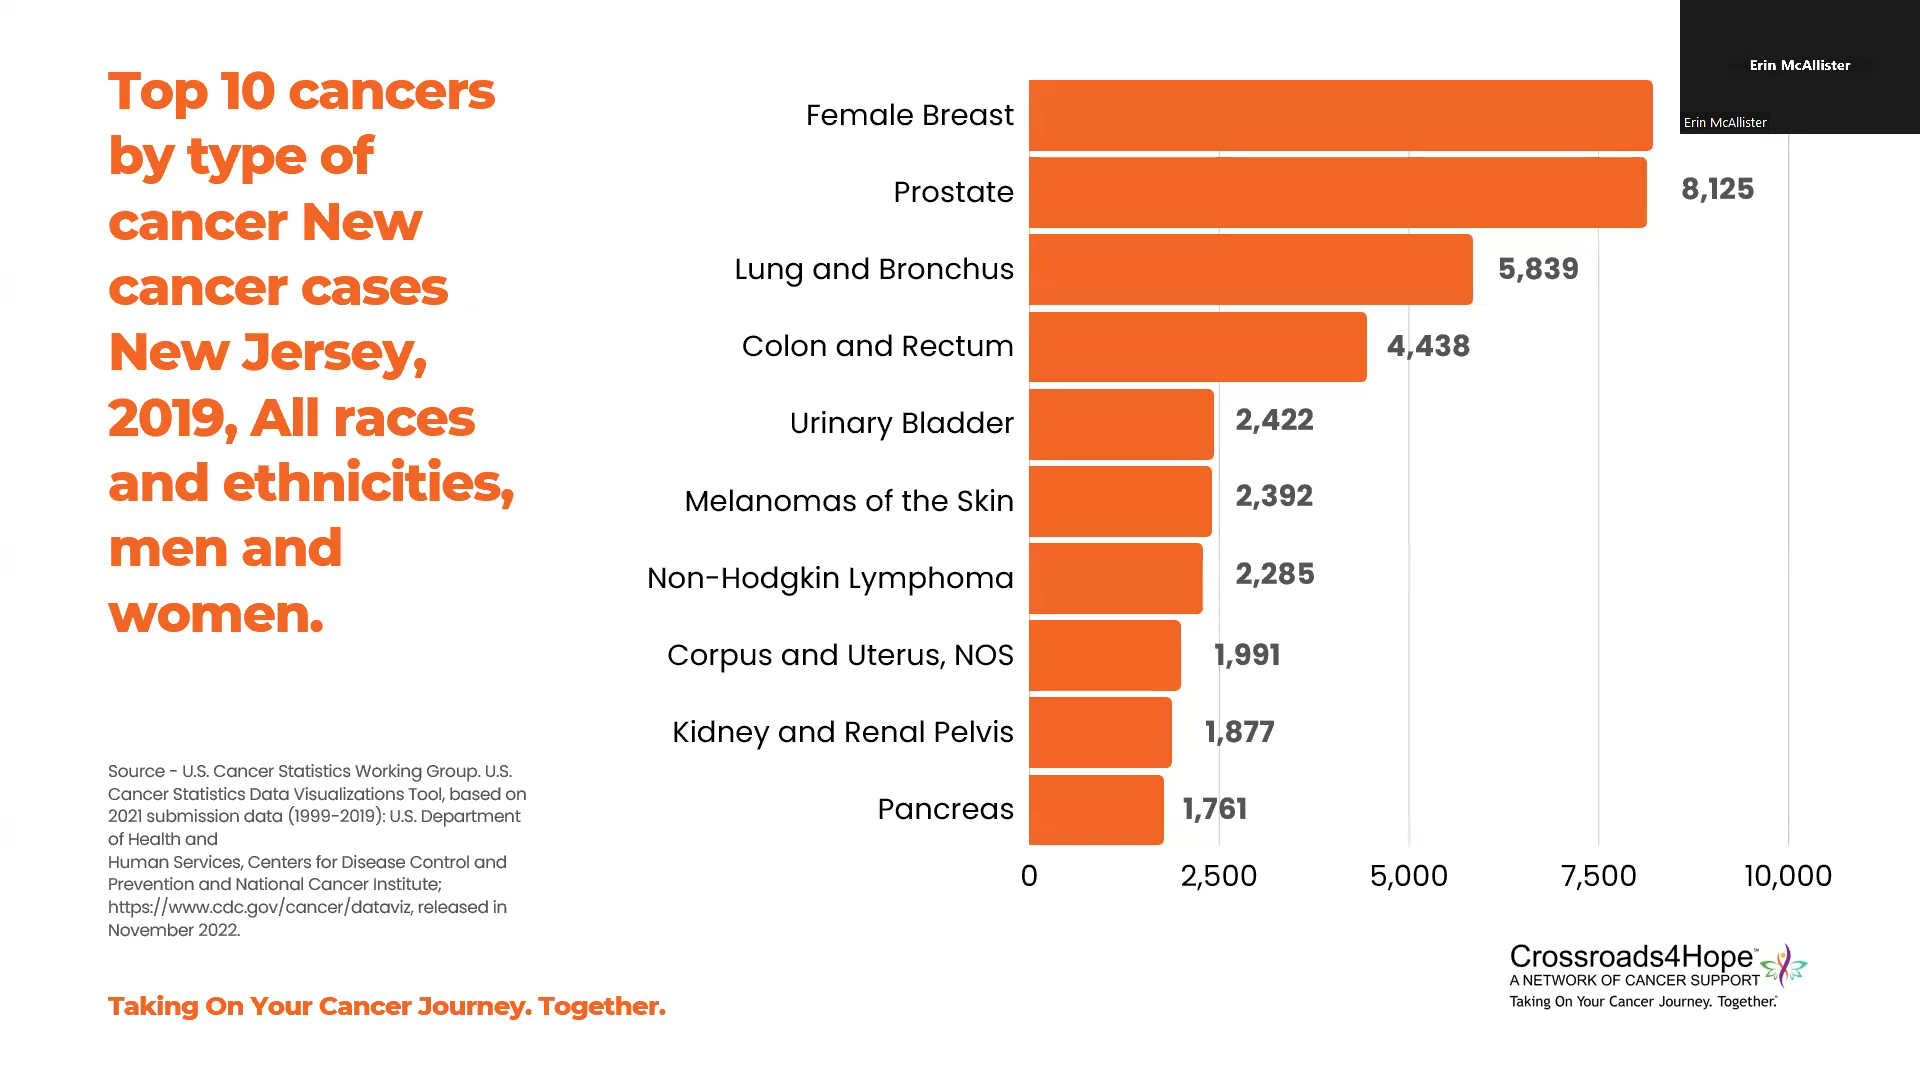 Top 10 cancers
by type of
cancer New
cancer cases
New Jersey,
2019, All races
and ethnicities,
men and
women.
Source - U.S. Cancer Statistics Working Group. U.S.
Cancer Statistics Data Visualizations Tool, based on
2021 submission data (1999-2019): U.S. Department
of Health and
Human Services, Centers for Disease Control and
Prevention and National Cancer Institute;
https://www.cdc.gov/cancer/dataviz, released in
November 2022.
Taking On Your Cancer Journey. Together.
Female Breast
Prostate 8,125
Lung and Bronchus 5,839
Colon and Rectum 4,438
Urinary Bladder 2,422
Melanomas of the Skin 2,392
Non-Hodgkin Lymphoma 2,285
Corpus and Uterus, NOS 1,991
Kidney and Renal Pelvis 1,877
Pancreas 1,761
0 2,500 5,000 7,500 10,000
Erin McAllister
Erin McAllister
Crossroads4Hope℠
A NETWORK OF CANCER SUPPORT
Taking On Your Cancer Journey. Together.